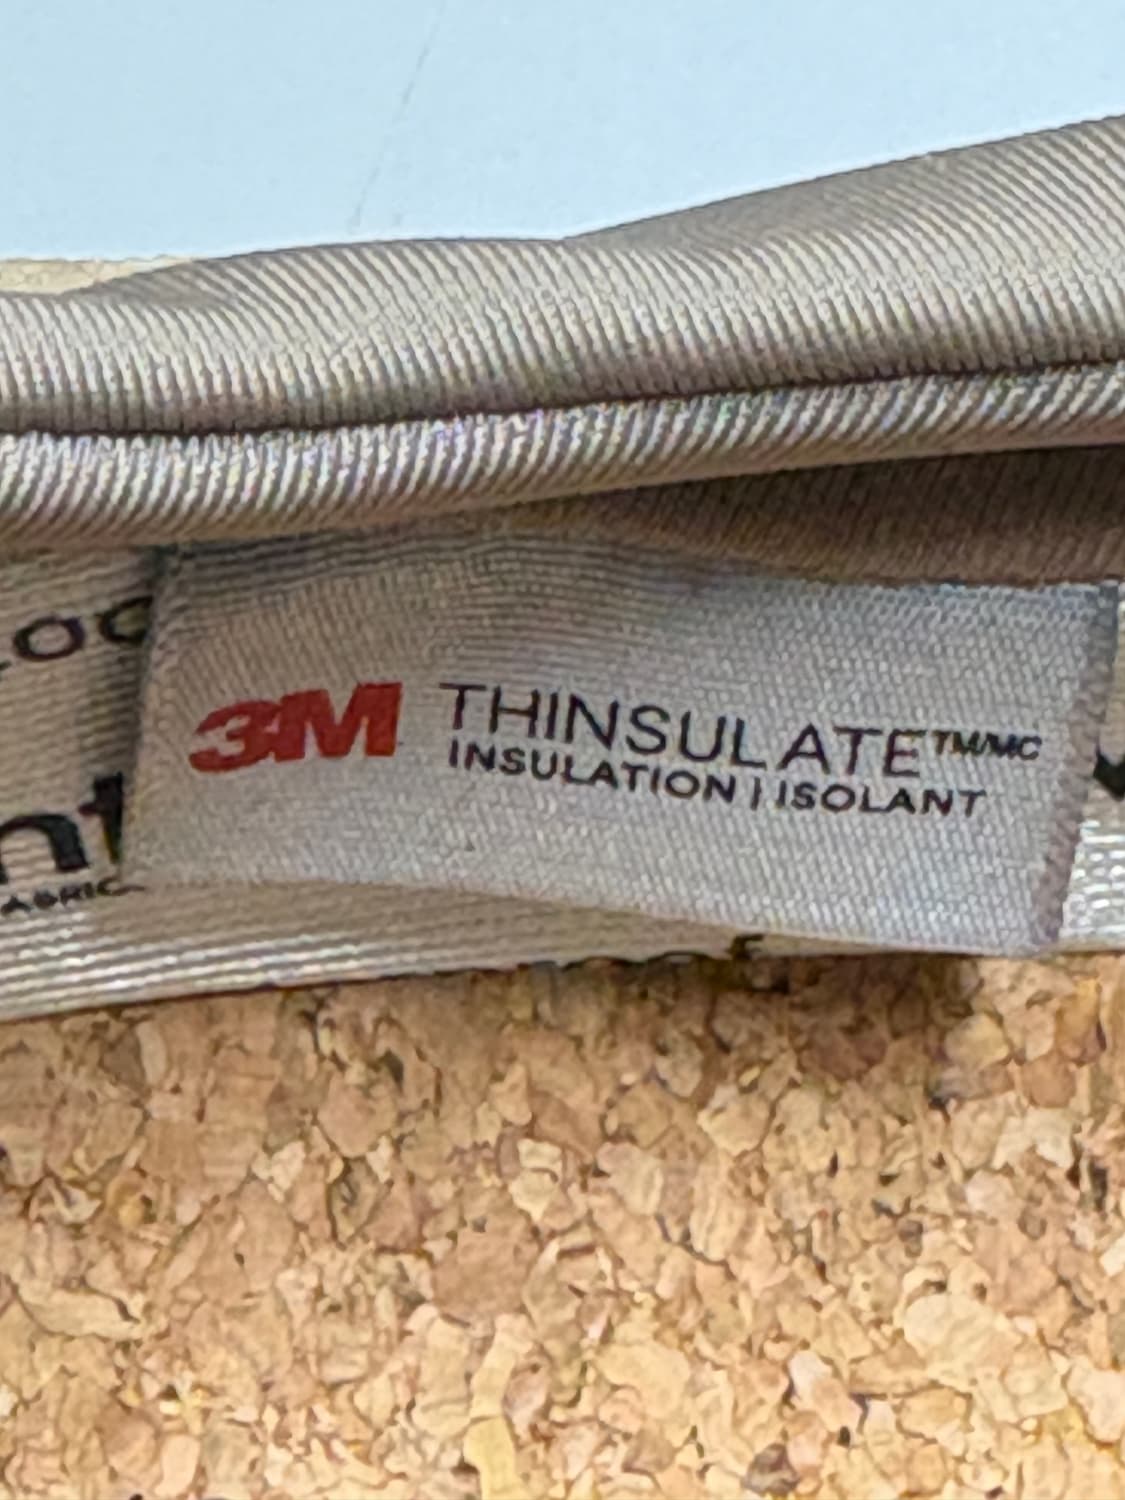 3M THINSULATE™/MC
INSULATION | ISOLANT